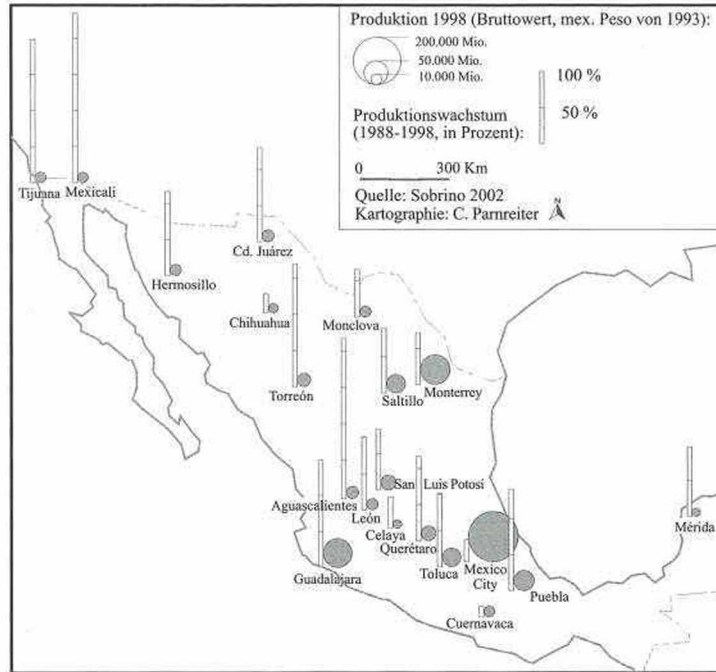 Produktion 1998 (Bruttowert, mex. Peso von 1993):
200.000 Mio.
50.000 Mio.
10.000 Mio.
100 %
50 %
Produktionswachstum
(1988-1998, in Prozent):
0 300 Km
Quelle: Sobrino 2002
Kartographie: C. Parnreiter N
Tijuana
Mexicali
Cd. Juárez
Hermosillo
Chihuahua
Monclova
Torreón
Saltillo
Monterrey
San Luis Potosí
Aguascalientes
León
Celaya
Querétaro
Guadalajara
Toluca
Mexico
City
Puebla
Mérida
Cuernavaca